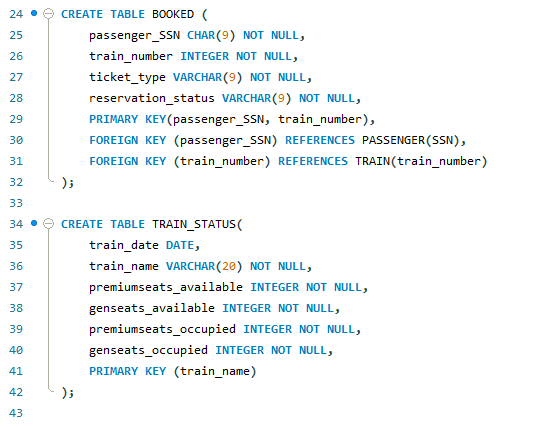 24 CREATE TABLE BOOKED (
25 passenger_SSN CHAR(9) NOT NULL,
26 train_number INTEGER NOT NULL,
27 ticket_type VARCHAR(9) NOT NULL,
28 reservation_status VARCHAR(9) NOT NULL,
29 PRIMARY KEY(passenger_SSN, train_number),
30 FOREIGN KEY (passenger_SSN) REFERENCES PASSENGER(SSN),
31 FOREIGN KEY (train_number) REFERENCES TRAIN(train_number)
32 );
33
34 CREATE TABLE TRAIN_STATUS(
35 train_date DATE,
36 train_name VARCHAR(20) NOT NULL,
37 premiumseats_available INTEGER NOT NULL,
38 genseats_available INTEGER NOT NULL,
39 premiumseats_occupied INTEGER NOT NULL,
40 genseats_occupied INTEGER NOT NULL,
41 PRIMARY KEY (train_name)
42 );
43